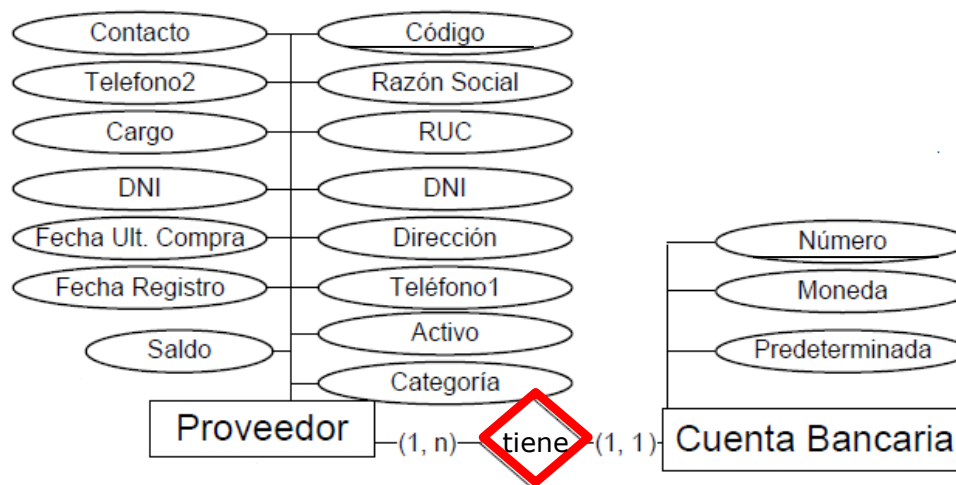 Contacto
Código
Telefono2
Razón Social
Cargo
RUC
DNI
DNI
Fecha Ult. Compra
Dirección
Número
Fecha Registro
Teléfono1
Moneda
Activo
Saldo
Predeterminada
Categoría
Proveedor
(1, n)
tiene
(1, 1)
Cuenta Bancaria